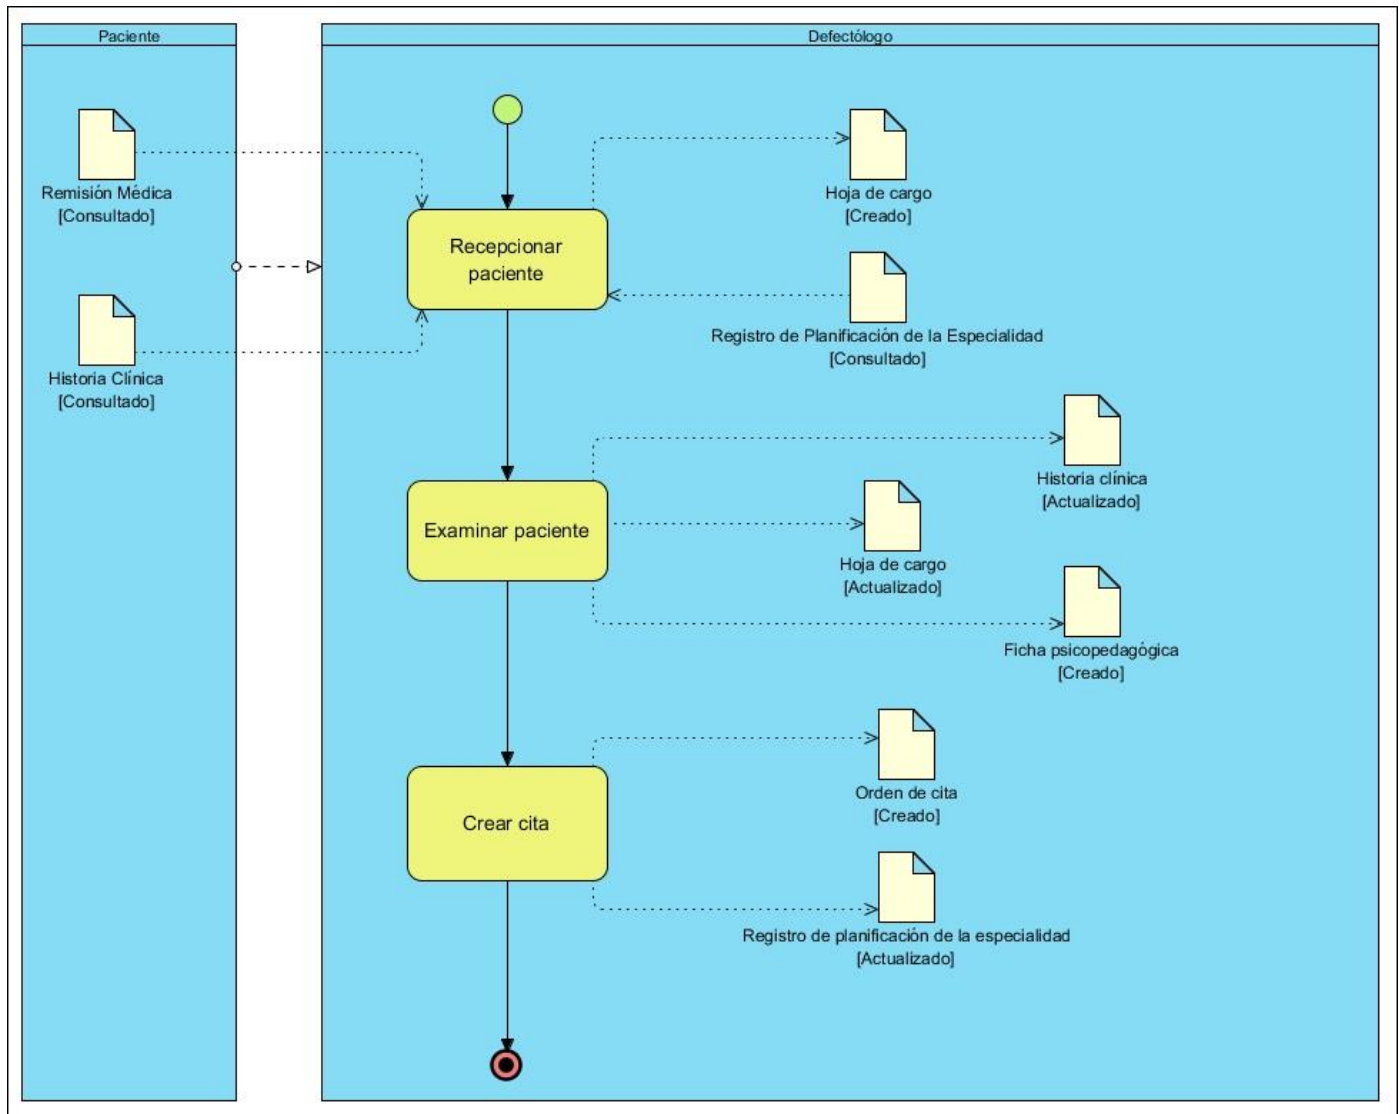 Paciente
Defectólogo
Remisión Médica
[Consultado]
Hoja de cargo
[Creado]
Recepcionar
paciente
Registro de Planificación de la Especialidad
[Consultado]
Historia Clínica
[Consultado]
Historia clínica
[Actualizado]
Examinar paciente
Hoja de cargo
[Actualizado]
Ficha psicopedagógica
[Creado]
Crear cita
Orden de cita
[Creado]
Registro de planificación de la especialidad
[Actualizado]